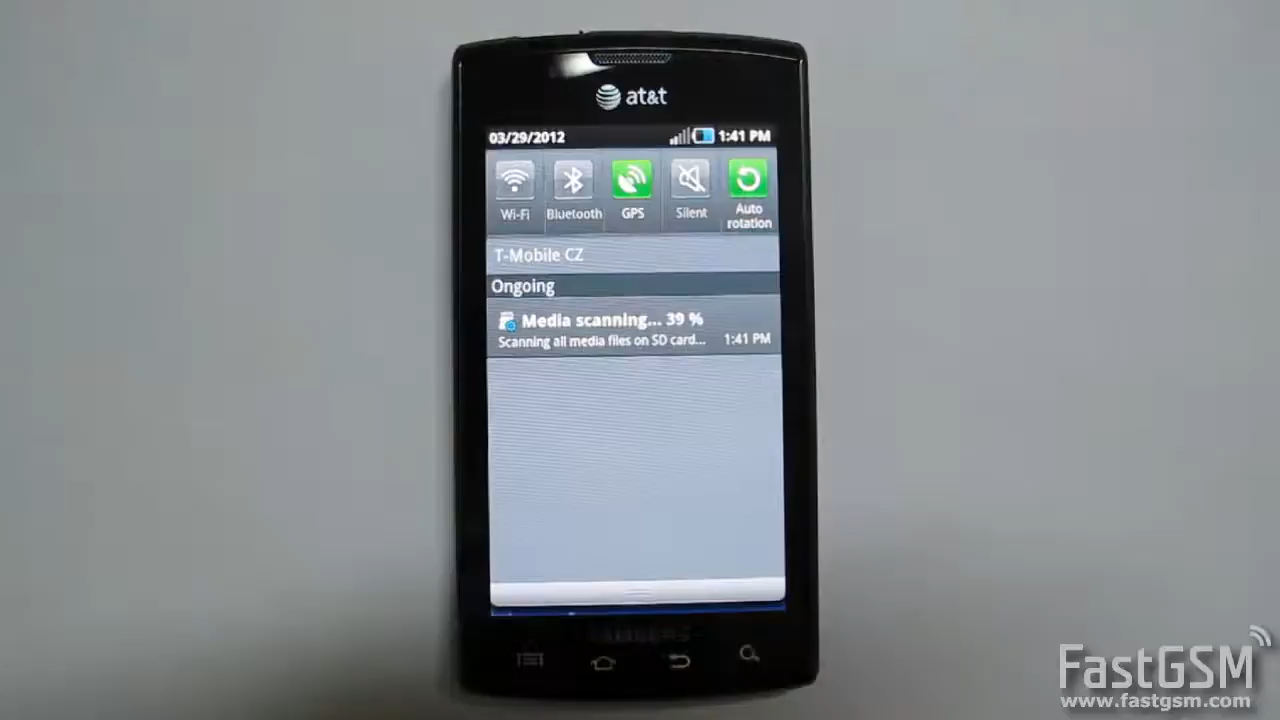 at&t
03/29/2012 1:41 PM
Wi-Fi Bluetooth GPS Silent Auto rotation
T-Mobile CZ
Ongoing
Media scanning... 39 %
Scanning all media files on SD card... 1:41 PM
SAMSUNG
FastGSM
www.fastgsm.com